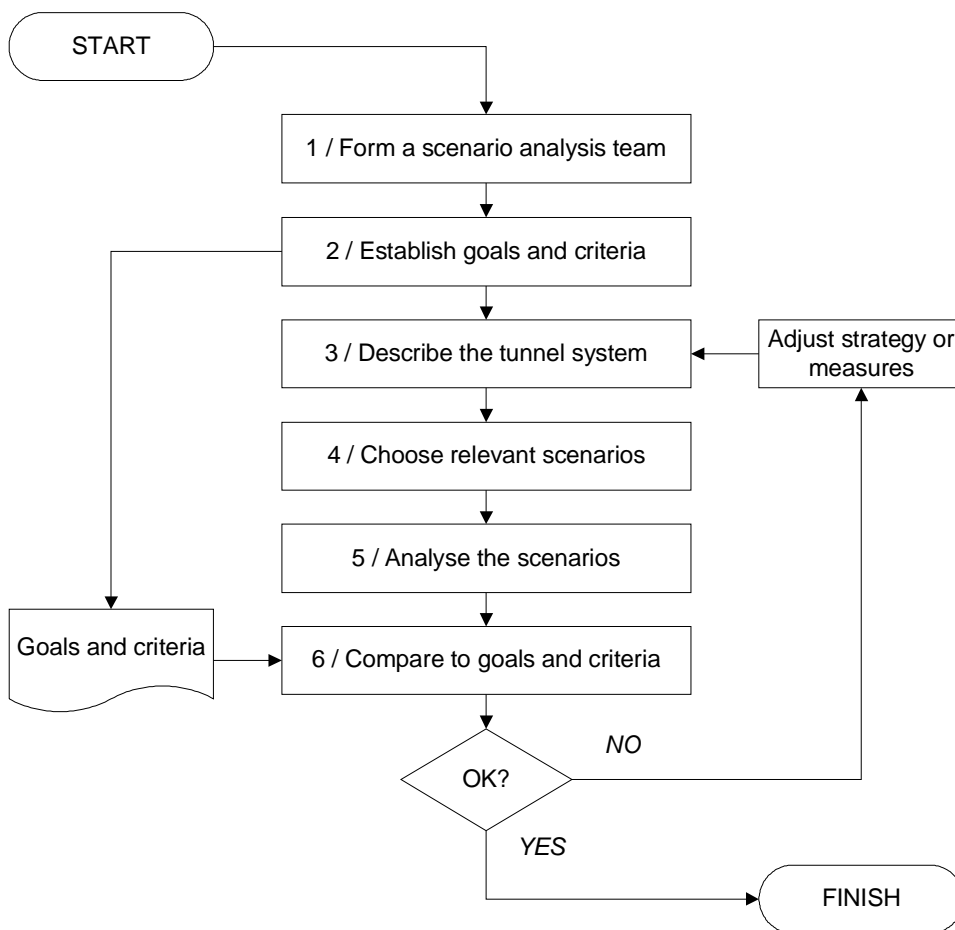 START
1 / Form a scenario analysis team
2 / Establish goals and criteria
3 / Describe the tunnel system
Adjust strategy or
measures
4 / Choose relevant scenarios
5 / Analyse the scenarios
Goals and criteria
6 / Compare to goals and criteria
NO
OK?
YES
FINISH